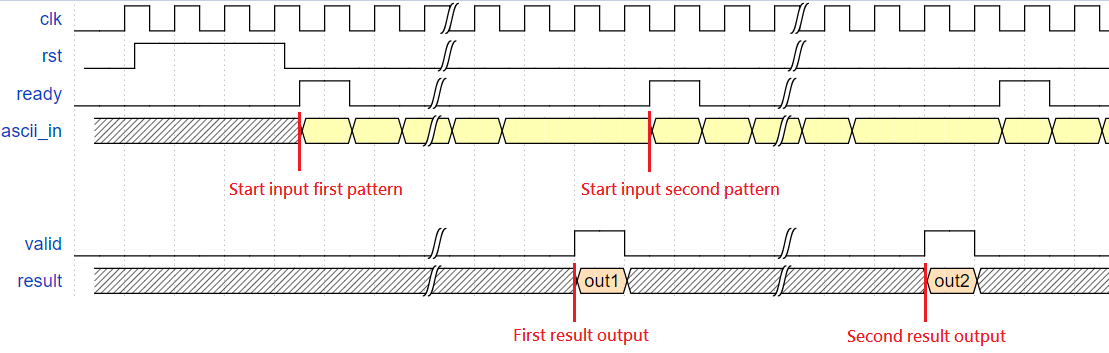 clk
rst
ready
ascii_in
Start input first pattern
Start input second pattern
valid
result
out1
out2
First result output
Second result output